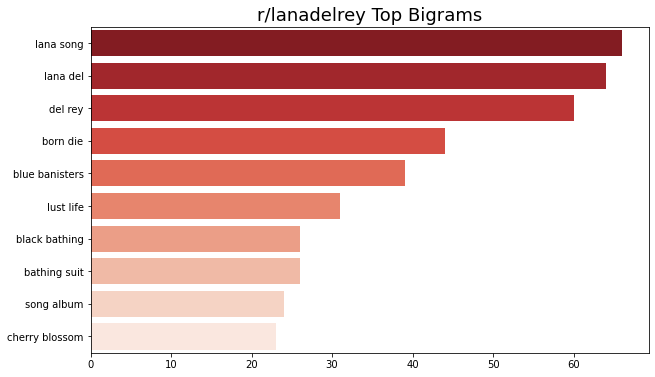 r/lanadelrey Top Bigrams
lana song
lana del
del rey
born die
blue banisters
lust life
black bathing
bathing suit
song album
cherry blossom
0 10 20 30 40 50 60